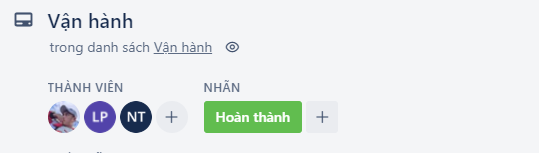 Vận hành
trong danh sách Vận hành
THÀNH VIÊN NHÃN
LP NT + Hoàn thành +